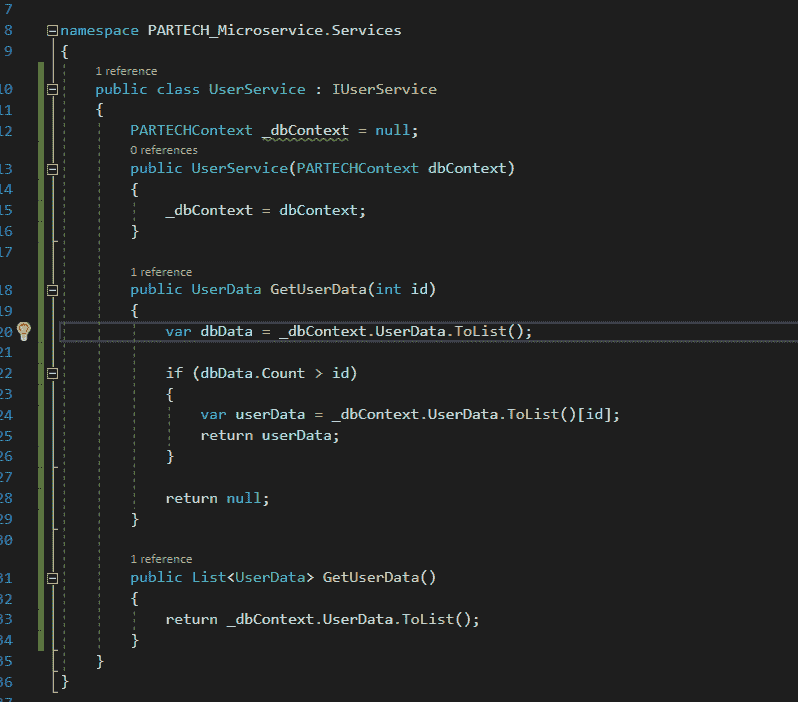 7
8 namespace PARTECH_Microservice.Services
9 {
1 reference
10 public class UserService : IUserService
11 {
12 PARTECHContext _dbContext = null;
0 references
13 public UserService(PARTECHContext dbContext)
14 {
15 _dbContext = dbContext;
16 }
17
1 reference
18 public UserData GetUserData(int id)
19 {
20 var dbData = _dbContext.UserData.ToList();
21
22 if (dbData.Count > id)
23 {
24 var userData = _dbContext.UserData.ToList()[id];
25 return userData;
26 }
27
28 return null;
29 }
30
1 reference
31 public List<UserData> GetUserData()
32 {
33 return _dbContext.UserData.ToList();
34 }
35 }
36 }
37